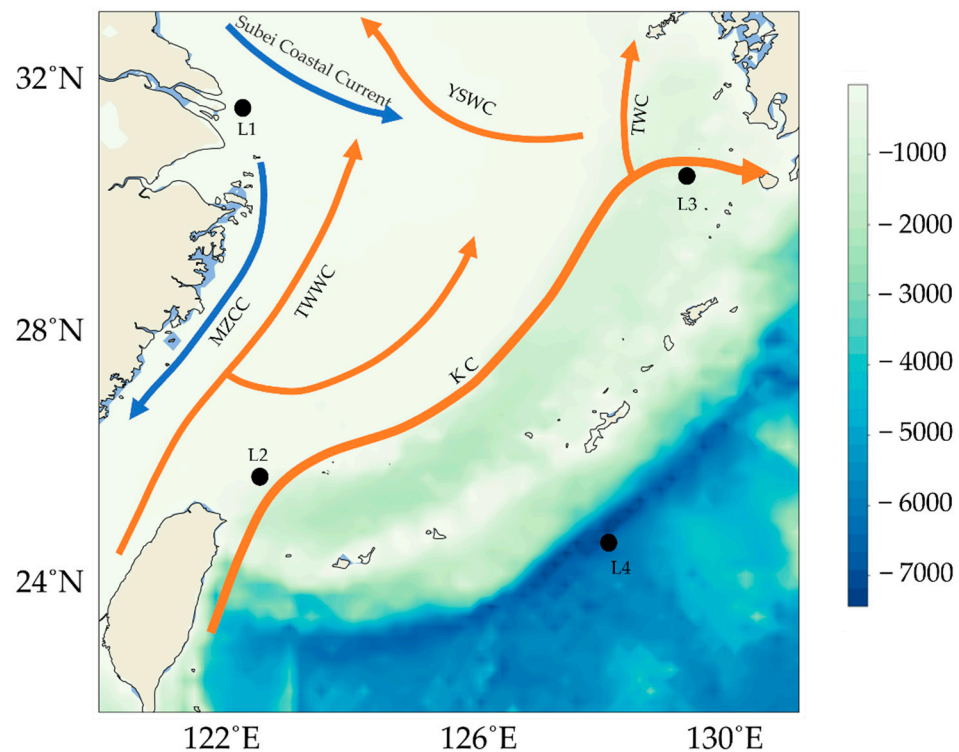 32°N
28°N
24°N
122°E
126°E
130°E
Subei Coastal Current
YSWC
TWC
L1
L3
MZCC
TWWC
KC
L2
L4
−1000
−2000
−3000
−4000
−5000
−6000
−7000